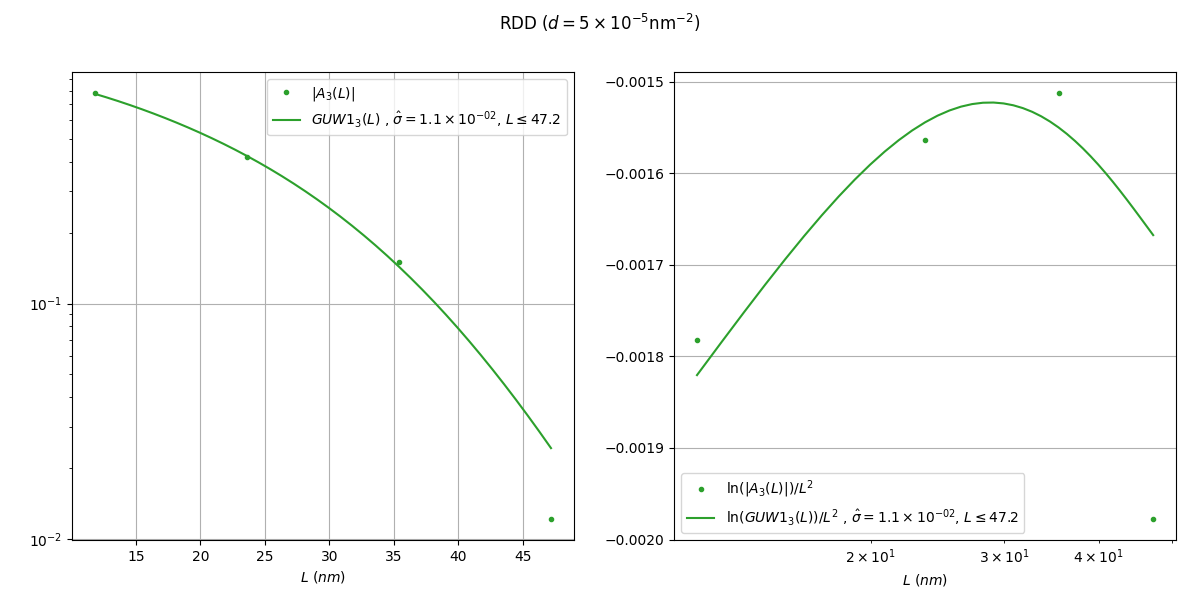 RDD (d = 5 × 10⁻⁵nm⁻²)
|A₃(L)|
GUW1₃(L) , σ̂ = 1.1 × 10⁻⁰², L ≤ 47.2
10⁻¹
10⁻²
15 20 25 30 35 40 45
L (nm)
−0.0015
−0.0016
−0.0017
−0.0018
−0.0019
−0.0020
ln(|A₃(L)|)/L²
ln(GUW1₃(L))/L² , σ̂ = 1.1 × 10⁻⁰², L ≤ 47.2
2 × 10¹ 3 × 10¹ 4 × 10¹
L (nm)